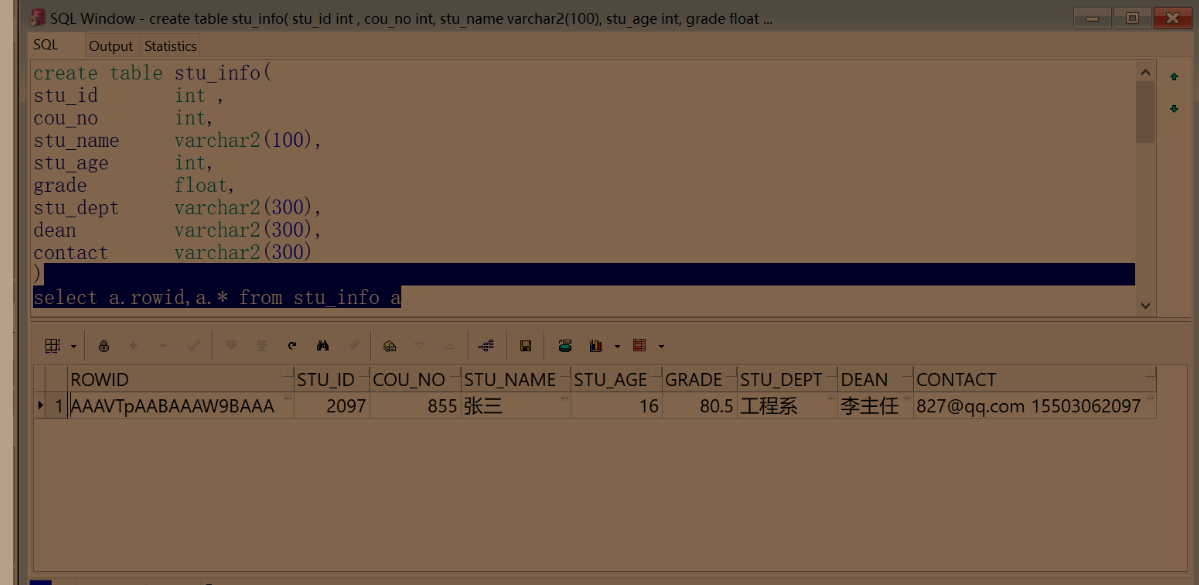 SQL Window - create table stu_info( stu_id int , cou_no int, stu_name varchar2(100), stu_age int, grade float ...
SQL Output Statistics
create table stu_info(
stu_id int ,
cou_no int,
stu_name varchar2(100),
stu_age int,
grade float,
stu_dept varchar2(300),
dean varchar2(300),
contact varchar2(300)
)
select a.rowid,a.* from stu_info a
ROWID STU_ID COU_NO STU_NAME STU_AGE GRADE STU_DEPT DEAN CONTACT
1 AAAVTpAABAAAW9BAAA 2097 855 张三 16 80.5 工程系 李主任 827@qq.com 15503062097